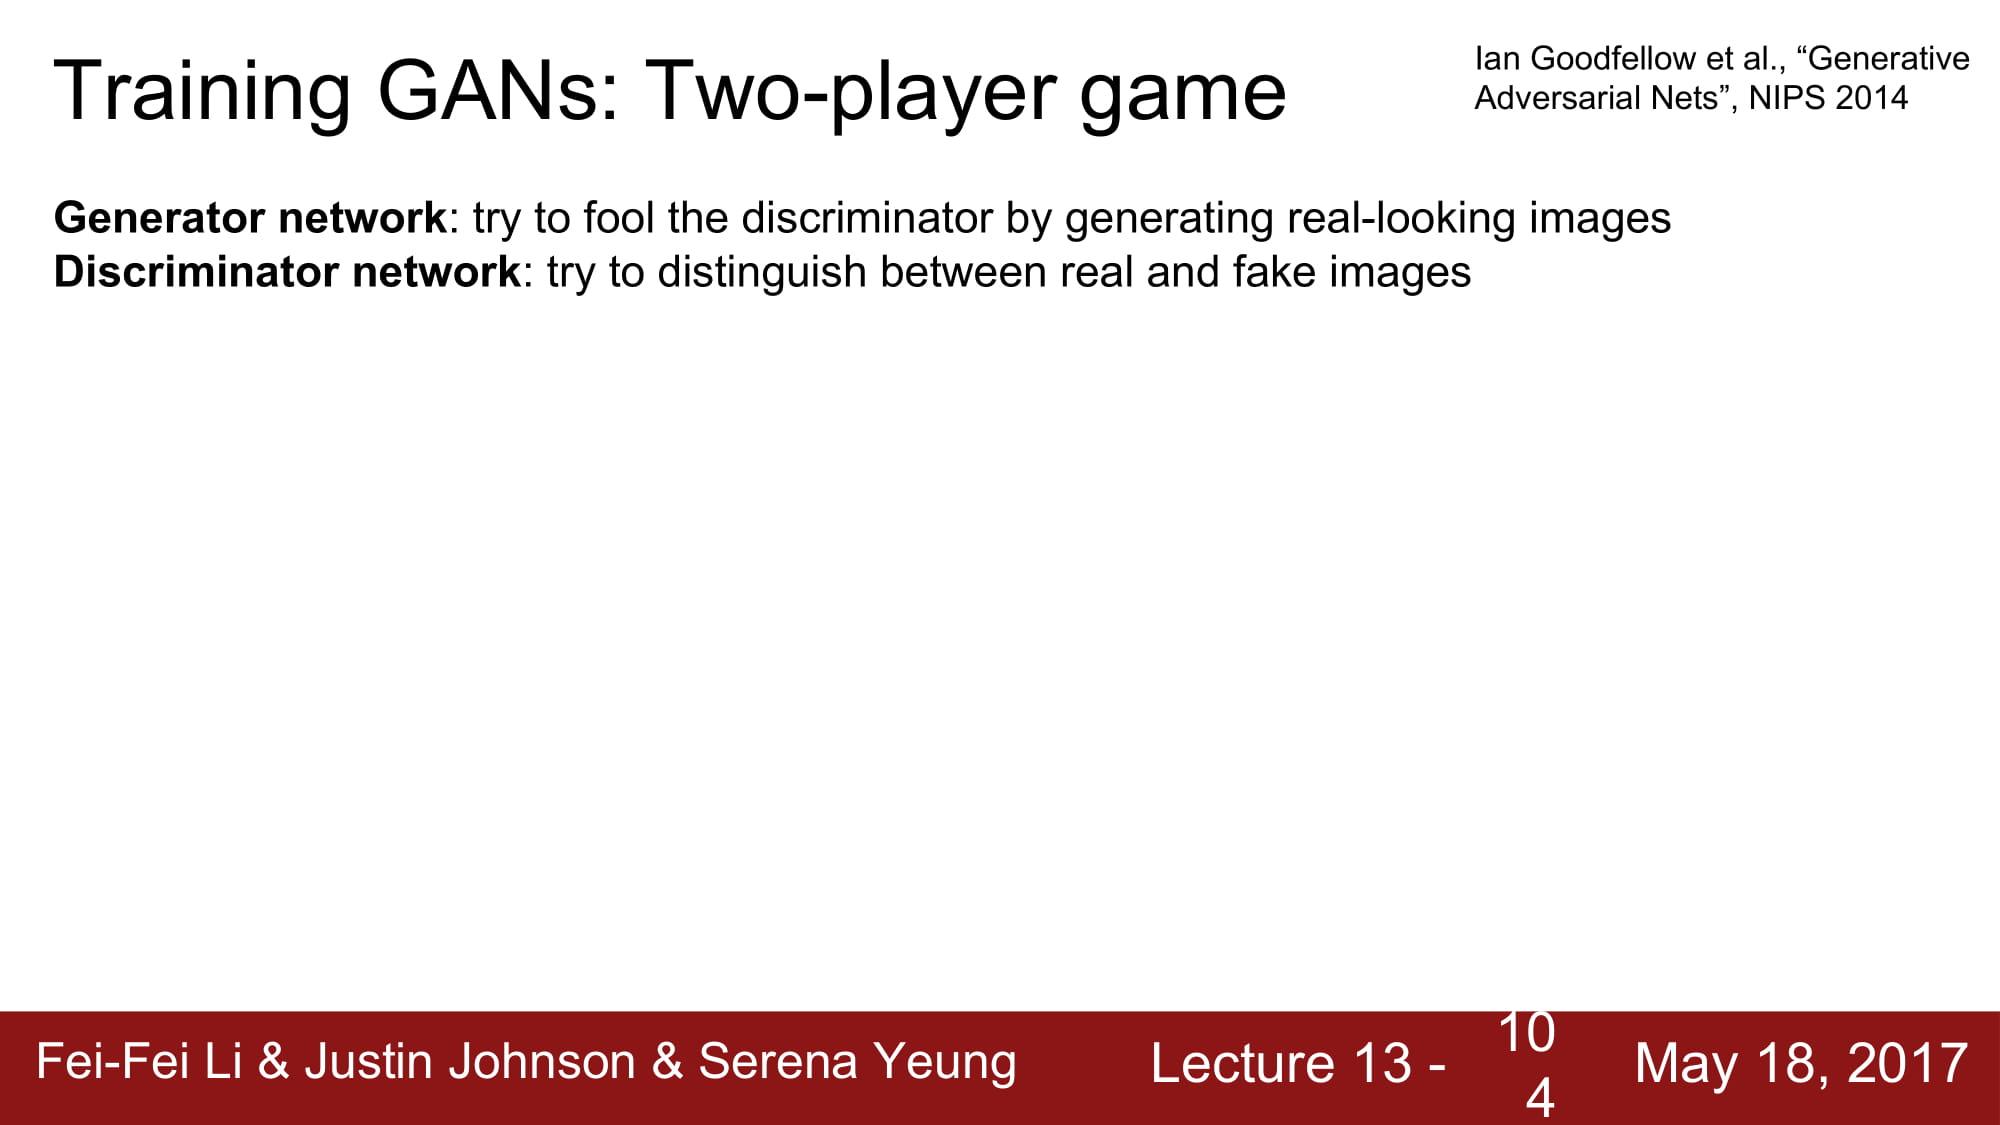 Training GANs: Two-player game
Ian Goodfellow et al., “Generative
Adversarial Nets”, NIPS 2014
Generator network: try to fool the discriminator by generating real-looking images
Discriminator network: try to distinguish between real and fake images
Fei-Fei Li & Justin Johnson & Serena Yeung
Lecture 13 -
10
4
May 18, 2017